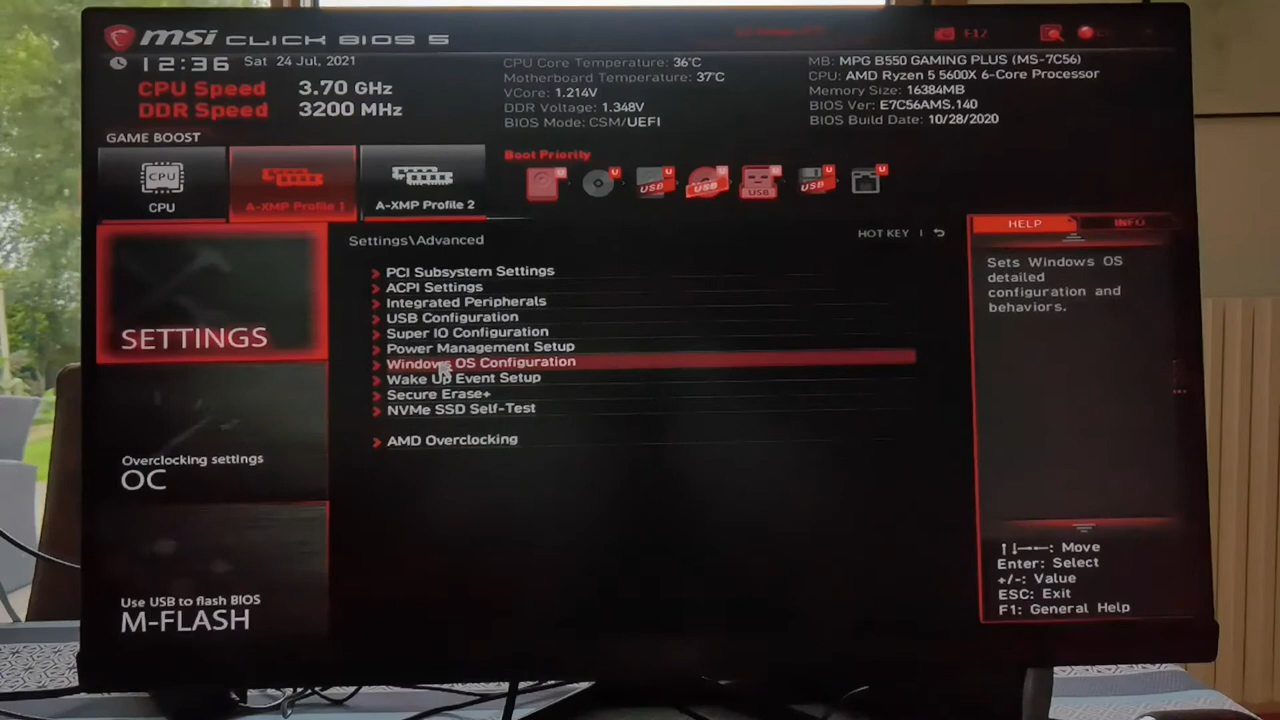 msi CLICK BIOS 5
F12
12:36 Sat 24 Jul, 2021
CPU Speed 3.70 GHz
DDR Speed 3200 MHz
CPU Core Temperature: 36°C
Motherboard Temperature: 37°C
VCore: 1.214V
DDR Voltage: 1.348V
BIOS Mode: CSM/UEFI
MB: MPG B550 GAMING PLUS (MS-7C56)
CPU: AMD Ryzen 5 5600X 6-Core Processor
Memory Size: 16384MB
BIOS Ver: E7C56AMS.140
BIOS Build Date: 10/28/2020
GAME BOOST
CPU
CPU
A-XMP Profile 1
A-XMP Profile 2
Boot Priority
U
U
U
USB
U
USB
USB
U
USB
U
SETTINGS
Overclocking settings
OC
Use USB to flash BIOS
M-FLASH
Settings\Advanced
HOT KEY
PCI Subsystem Settings
ACPI Settings
Integrated Peripherals
USB Configuration
Super IO Configuration
Power Management Setup
Windows OS Configuration
Wake Up Event Setup
Secure Erase+
NVMe SSD Self-Test
AMD Overclocking
HELP
INFO
Sets Windows OS
detailed
configuration and
behaviors.
↑↓→←: Move
Enter: Select
+/-: Value
ESC: Exit
F1: General Help